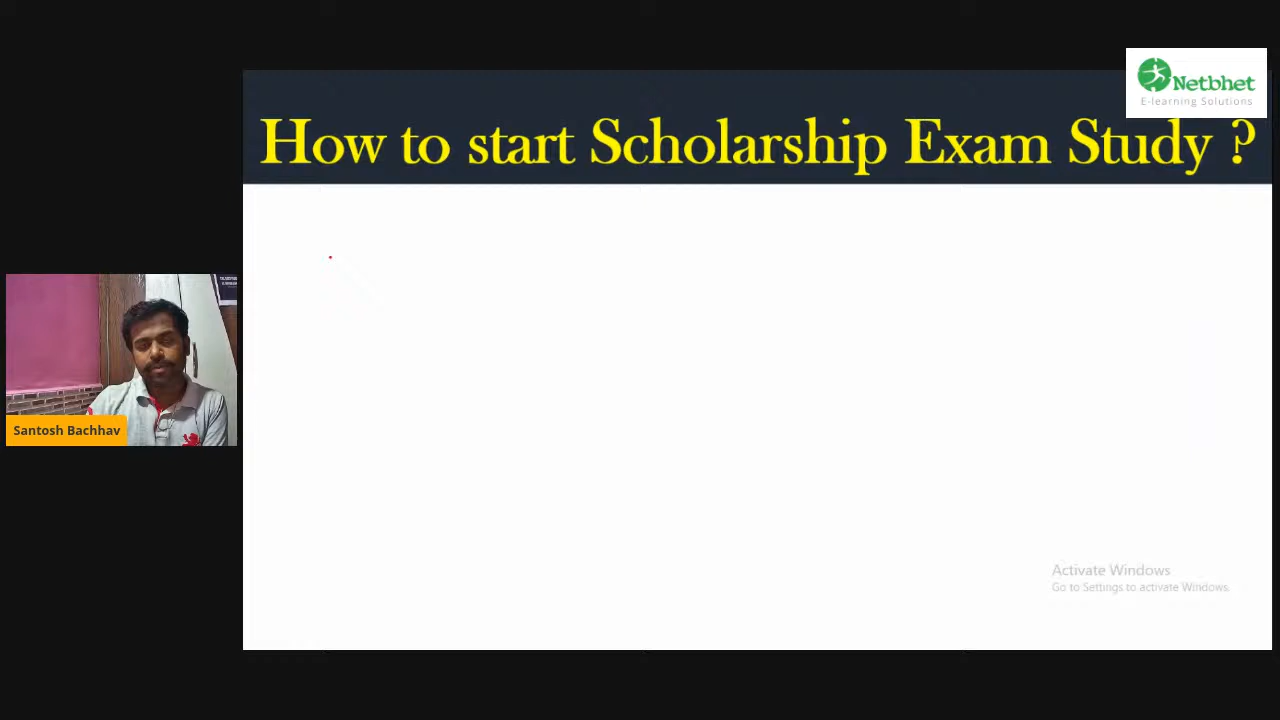 Netbhet
E-learning Solutions
How to start Scholarship Exam Study ?
Santosh Bachhav
Activate Windows
Go to Settings to activate Windows.